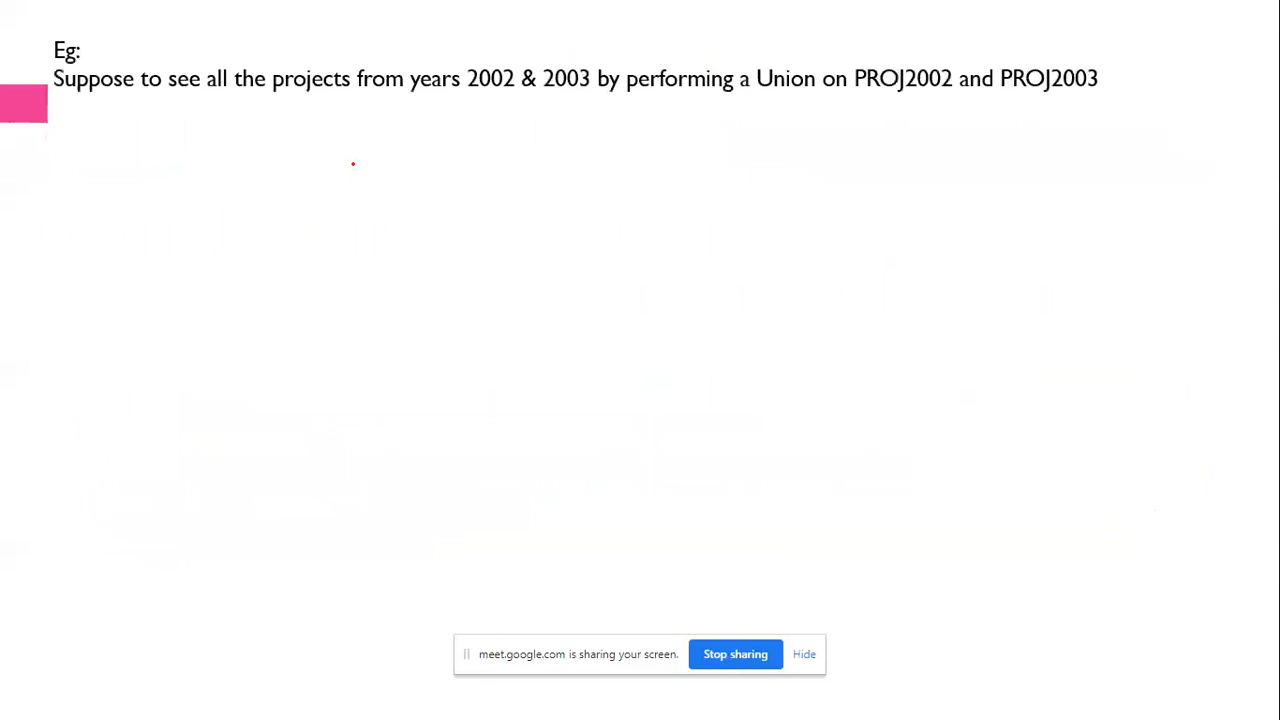 Eg:
Suppose to see all the projects from years 2002 & 2003 by performing a Union on PROJ2002 and PROJ2003
meet.google.com is sharing your screen.
Stop sharing
Hide